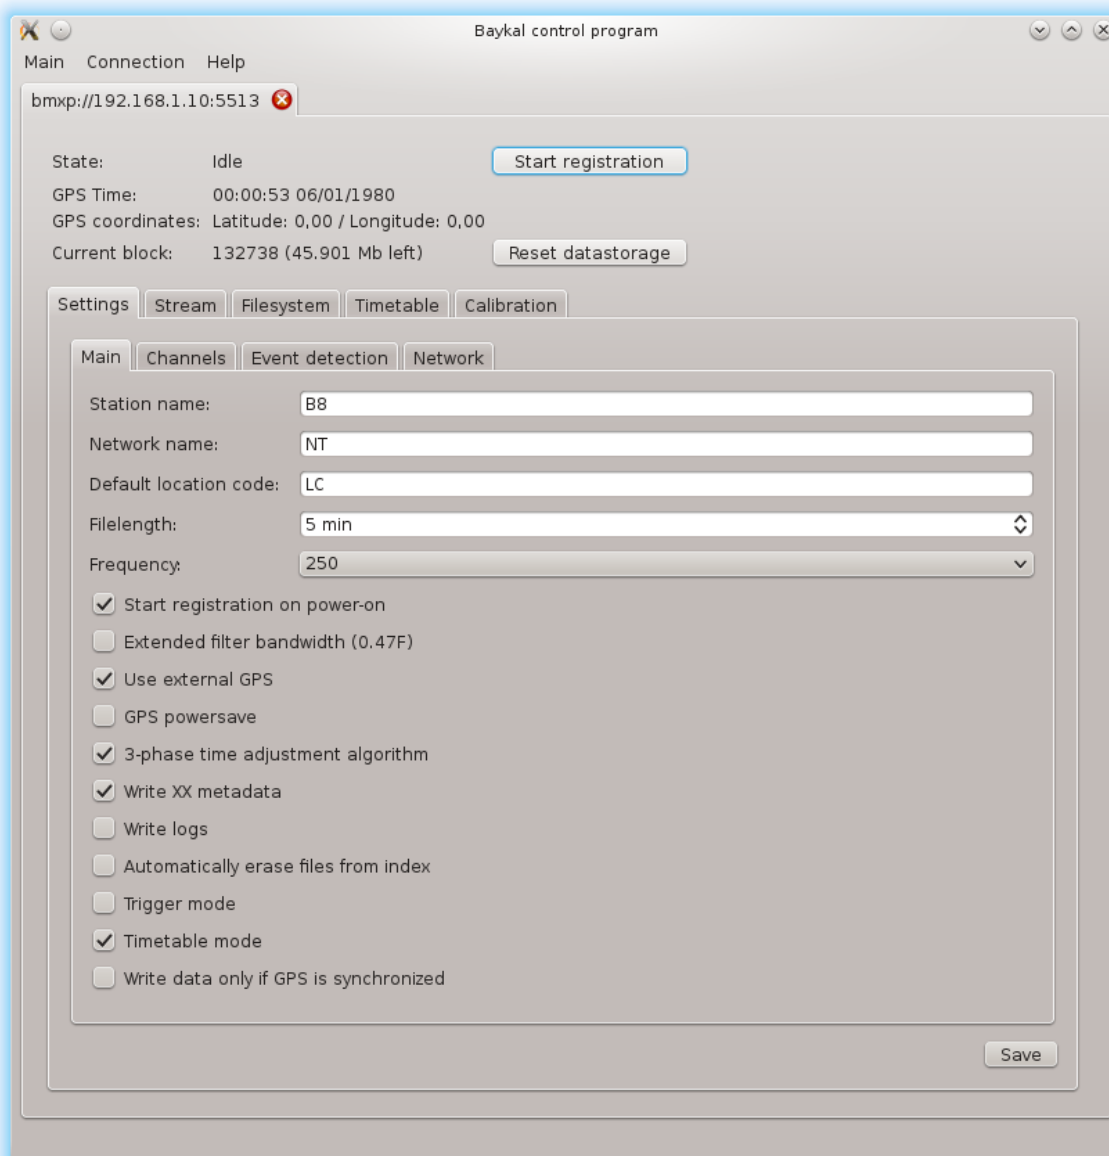 Baykal control program
Main Connection Help
bmxp://192.168.1.10:5513
State: Idle Start registration
GPS Time: 00:00:53 06/01/1980
GPS coordinates: Latitude: 0,00 / Longitude: 0,00
Current block: 132738 (45.901 Mb left) Reset datastorage
Settings Stream Filesystem Timetable Calibration
Main Channels Event detection Network
Station name: B8
Network name: NT
Default location code: LC
Filelength: 5 min
Frequency: 250
Start registration on power-on
Extended filter bandwidth (0.47F)
Use external GPS
GPS powersave
3-phase time adjustment algorithm
Write XX metadata
Write logs
Automatically erase files from index
Trigger mode
Timetable mode
Write data only if GPS is synchronized
Save